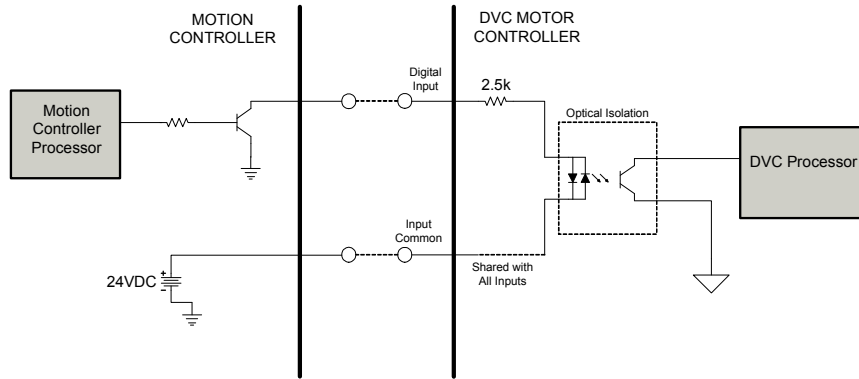 MOTION
CONTROLLER
DVC MOTOR
CONTROLLER
Digital
Input
2.5k
Optical Isolation
Motion
Controller
Processor
DVC Processor
Input
Common
Shared with
All Inputs
24VDC
+
-